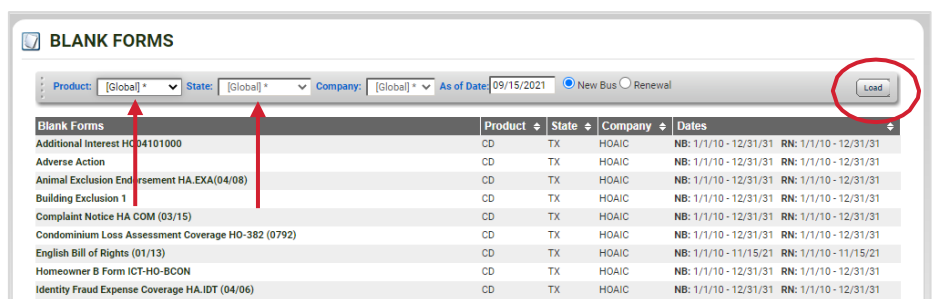 BLANK FORMS
Product: [Global] * State: [Global] * Company: [Global] * As of Date: 09/15/2021 New Bus Renewal Load
Blank Forms Product State Company Dates
Additional Interest HO04101000 CD TX HOAIC NB: 1/1/10 - 12/31/31 RN: 1/1/10 - 12/31/31
Adverse Action CD TX HOAIC NB: 1/1/10 - 12/31/31 RN: 1/1/10 - 12/31/31
Animal Exclusion Endorsement HA.EXA(04/08) CD TX HOAIC NB: 1/1/10 - 12/31/31 RN: 1/1/10 - 12/31/31
Building Exclusion 1 CD TX HOAIC NB: 1/1/10 - 12/31/31 RN: 1/1/10 - 12/31/31
Complaint Notice HA COM (03/15) CD TX HOAIC NB: 1/1/10 - 12/31/31 RN: 1/1/10 - 12/31/31
Condominium Loss Assessment Coverage HO-382 (0792) CD TX HOAIC NB: 1/1/10 - 12/31/31 RN: 1/1/10 - 12/31/31
English Bill of Rights (01/13) CD TX HOAIC NB: 1/1/10 - 11/15/21 RN: 1/1/10 - 11/15/21
Homeowner B Form ICT-HO-BCON CD TX HOAIC NB: 1/1/10 - 12/31/31 RN: 1/1/10 - 12/31/31
Identity Fraud Expense Coverage HA.IDT (04/06) CD TX HOAIC NB: 1/1/10 - 12/31/31 RN: 1/1/10 - 12/31/31